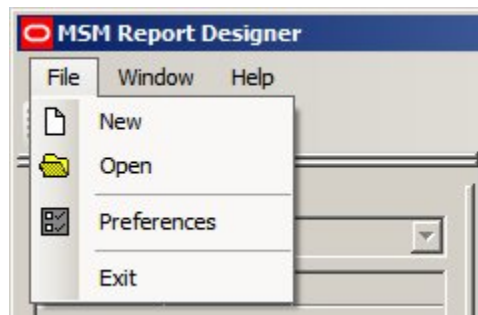 MSM Report Designer
File Window Help
New
Open
Preferences
Exit